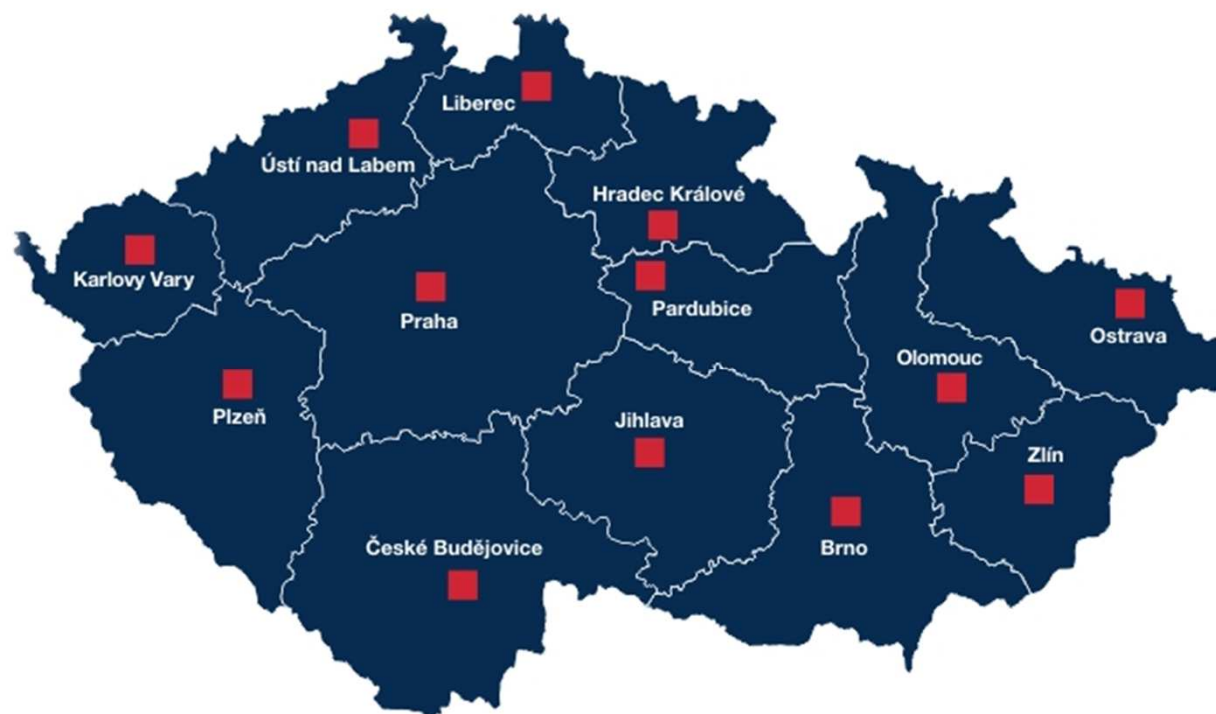 Liberec
Ústí nad Labem
Hradec Králové
Karlovy Vary
Pardubice
Praha
Ostrava
Olomouc
Plzeň
Jihlava
Zlín
České Budějovice
Brno